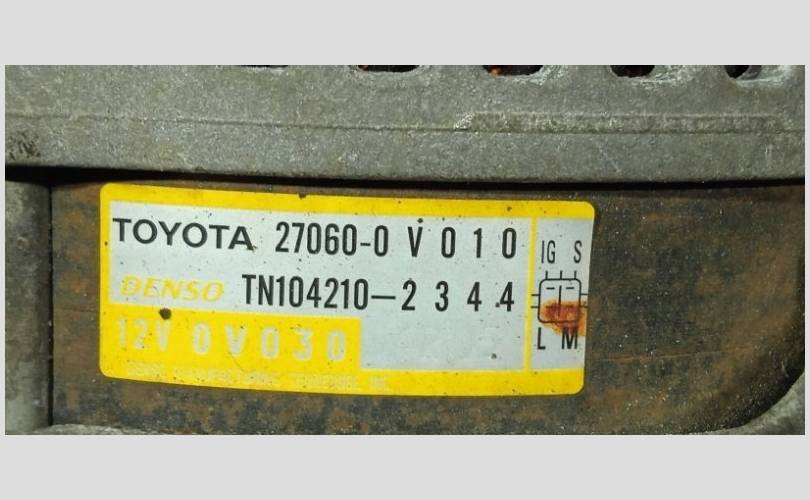 TOYOTA 27060-0V010
IG S
DENSO TN104210-2344
L M
12V 0V030